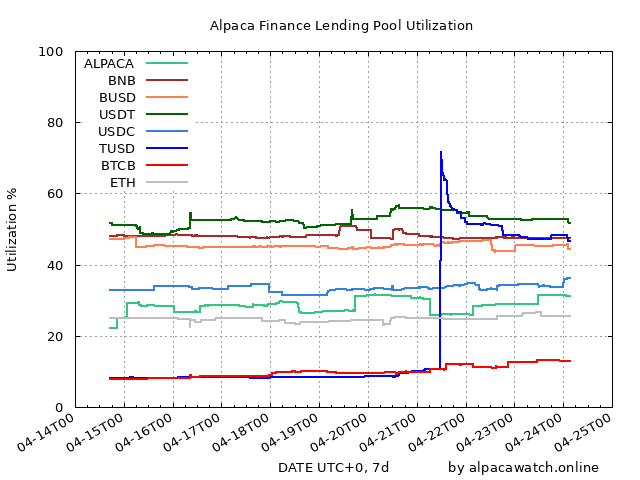 Alpaca Finance Lending Pool Utilization
100
80
60
40
20
0
Utilization %
ALPACA
BNB
BUSD
USDT
USDC
TUSD
BTCB
ETH
04-14T00
04-15T00
04-16T00
04-17T00
04-18T00
04-19T00
04-20T00
04-21T00
04-22T00
04-23T00
04-24T00
04-25T00
DATE UTC+0, 7d
by alpacawatch.online